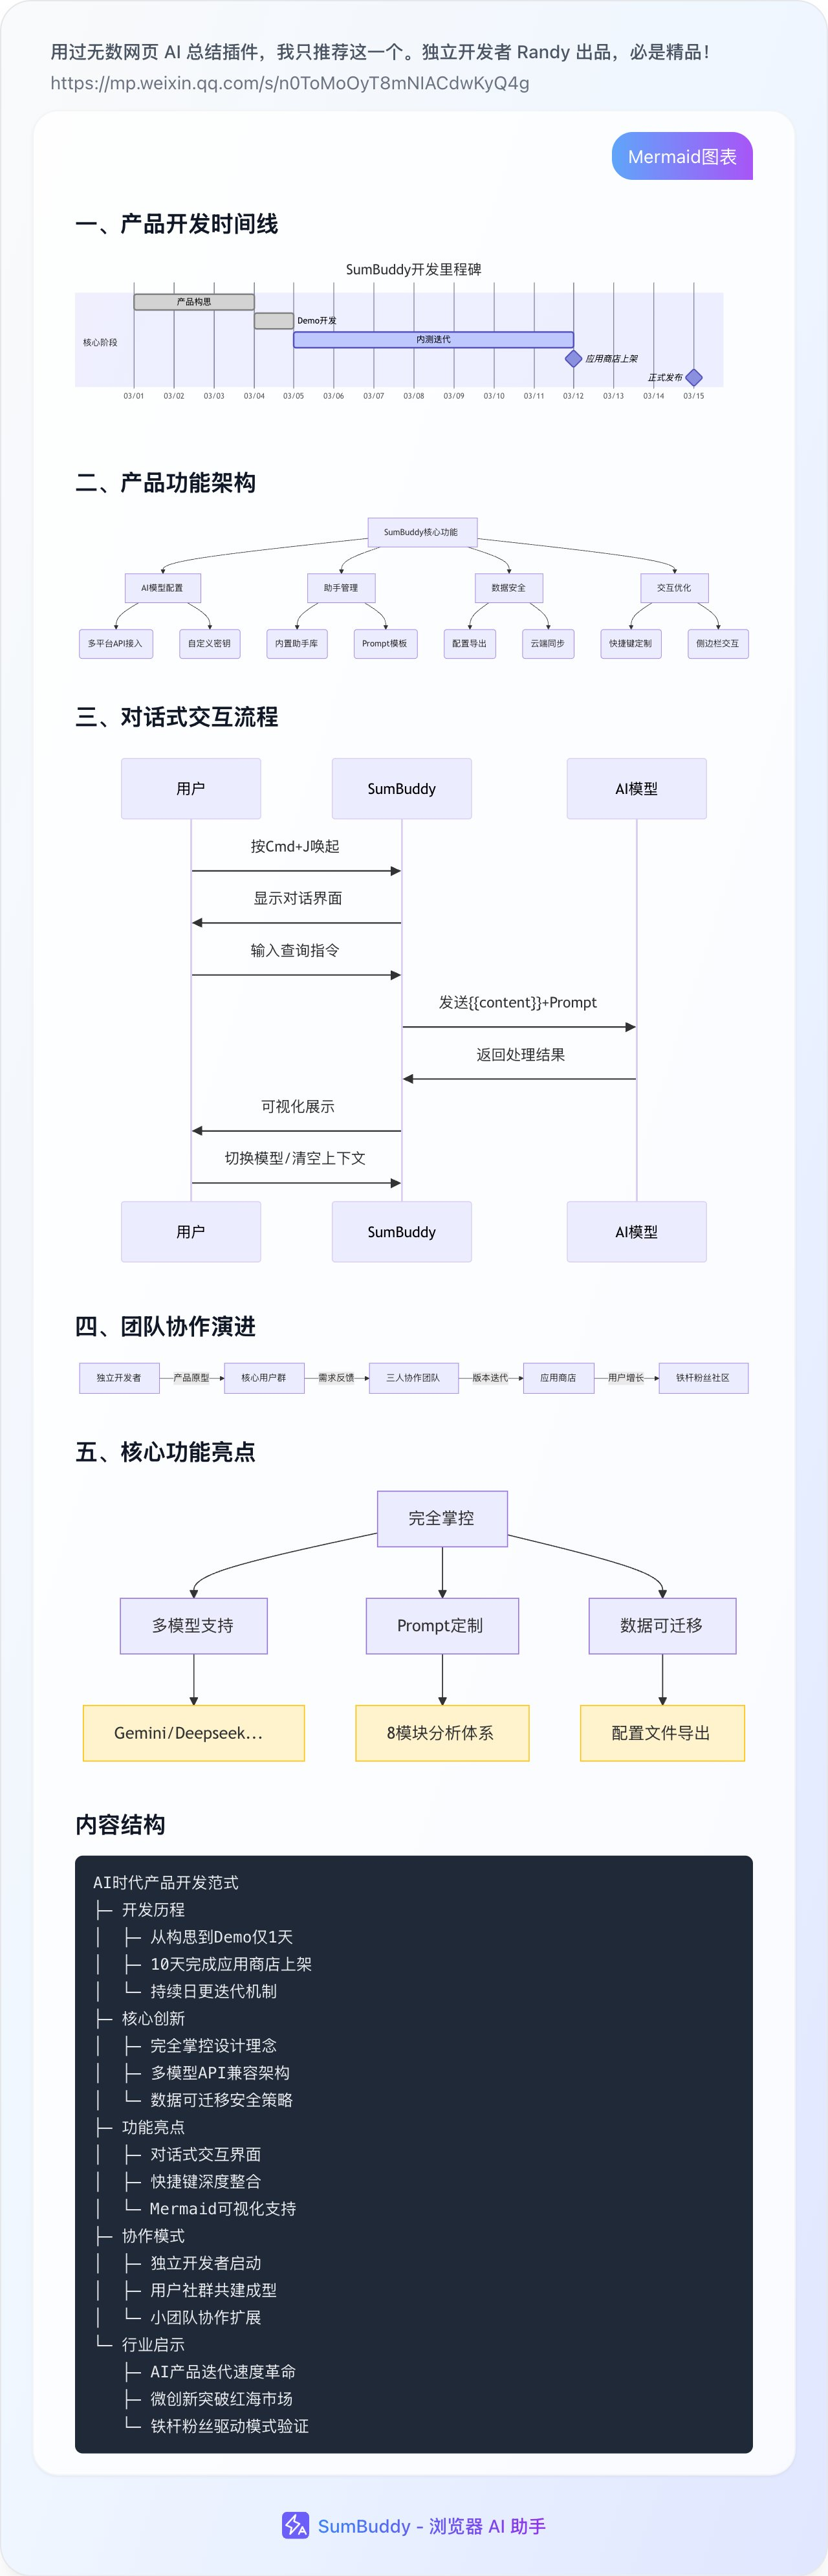 用过无数网页 AI 总结插件，我只推荐这一个。独立开发者 Randy 出品，必是精品！
https://mp.weixin.qq.com/s/n0ToMoOyT8mNIACdwKyQ4g
Mermaid图表
一、产品开发时间线
SumBuddy开发里程碑
产品构思
Demo开发
内测迭代
核心阶段
应用商店上架
正式发布
03/01 03/02 03/03 03/04 03/05 03/06 03/07 03/08 03/09 03/10 03/11 03/12 03/13 03/14 03/15
二、产品功能架构
SumBuddy核心功能
AI模型配置 助手管理 数据安全 交互优化
多平台API接入 自定义密钥 内置助手库 Prompt模板 配置导出 云端同步 快捷键定制 侧边栏交互
三、对话式交互流程
用户 SumBuddy AI模型
按Cmd+J唤起
显示对话界面
输入查询指令
发送{{content}}+Prompt
返回处理结果
可视化展示
切换模型/清空上下文
用户 SumBuddy AI模型
四、团队协作演进
独立开发者 产品原型 核心用户群 需求反馈 三人协作团队 版本迭代 应用商店 用户增长 铁杆粉丝社区
五、核心功能亮点
完全掌控
多模型支持 Prompt定制 数据可迁移
Gemini/Deepseek... 8模块分析体系 配置文件导出
内容结构
AI时代产品开发范式
├─ 开发历程
│  ├─ 从构思到Demo仅1天
│  ├─ 10天完成应用商店上架
│  └─ 持续日更迭代机制
├─ 核心创新
│  ├─ 完全掌控设计理念
│  ├─ 多模型API兼容架构
│  └─ 数据可迁移安全策略
├─ 功能亮点
│  ├─ 对话式交互界面
│  ├─ 快捷键深度整合
│  └─ Mermaid可视化支持
├─ 协作模式
│  ├─ 独立开发者启动
│  ├─ 用户社群共建成型
│  └─ 小团队协作扩展
└─ 行业启示
   ├─ AI产品迭代速度革命
   ├─ 微创新突破红海市场
   └─ 铁杆粉丝驱动模式验证
SumBuddy - 浏览器 AI 助手